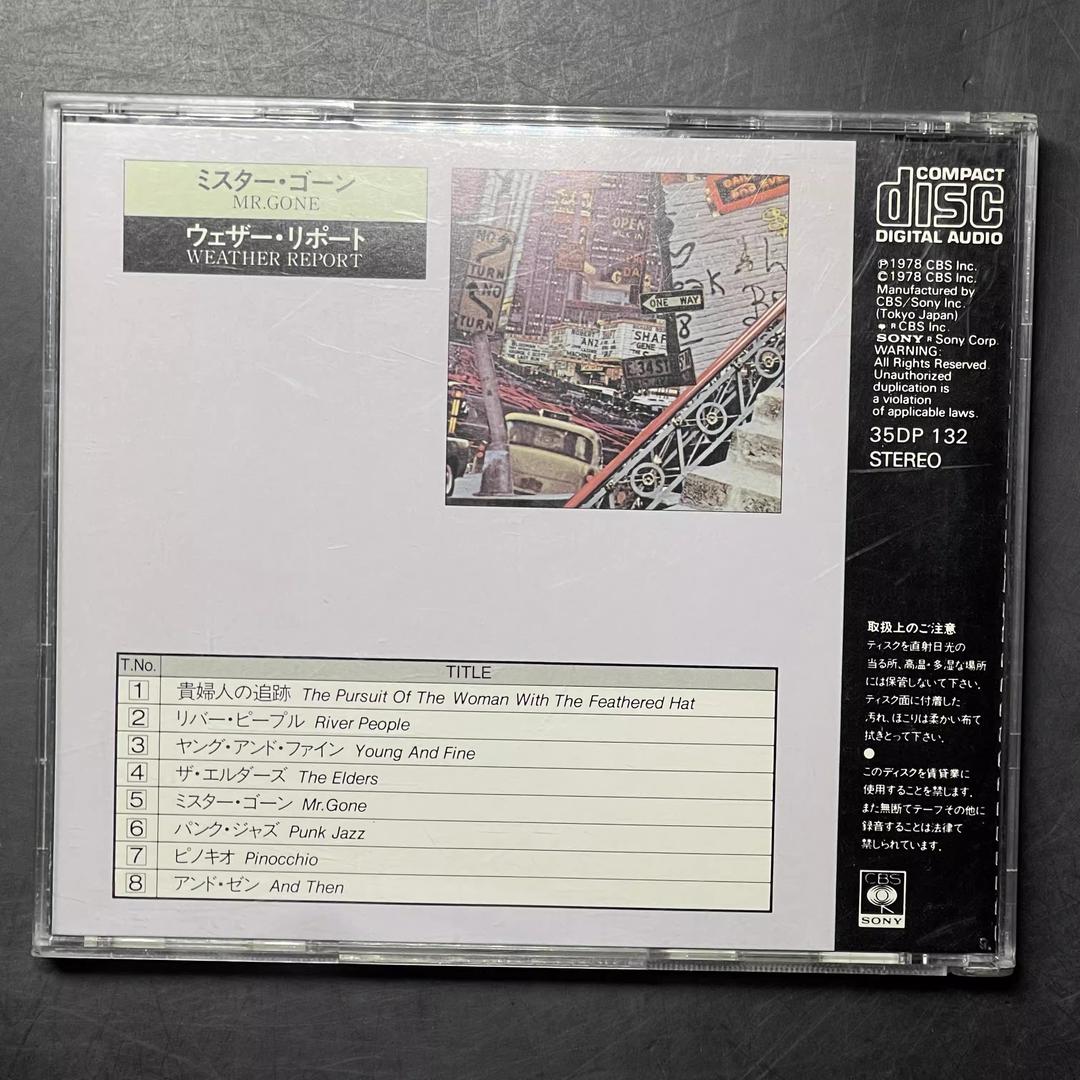 ミスター・ゴーン
MR.GONE
ウェザー・リポート
WEATHER REPORT
NO
TURN
NO
TURN
OPEN
ONE WAY
SHAF
GENE
E34ST
COMPACT
disc
DIGITAL AUDIO
℗1978 CBS Inc.
©1978 CBS Inc.
Manufactured by
CBS/Sony Inc.
(Tokyo Japan)
R CBS Inc.
SONY R Sony Corp.
WARNING:
All Rights Reserved.
Unauthorized
duplication is
a violation
of applicable laws.
35DP 132
STEREO
T.No. TITLE
1 貴婦人の追跡 The Pursuit Of The Woman With The Feathered Hat
2 リバー・ピープル River People
3 ヤング・アンド・ファイン Young And Fine
4 ザ・エルダーズ The Elders
5 ミスター・ゴーン Mr.Gone
6 パンク・ジャズ Punk Jazz
7 ピノキオ Pinocchio
8 アンド・ゼン And Then
取扱上のご注意
ディスクを直射日光の
当る所、高温・多湿な場所
には保管しないて下さい。
ディスク面に付着した
汚れ、ほこりは柔かい布て
拭きとって下さい。
●
このディスクを賃貸業に
使用することを禁します。
また無断てテープその他に
録音することは法律て
禁しられています。
CBS
SONY